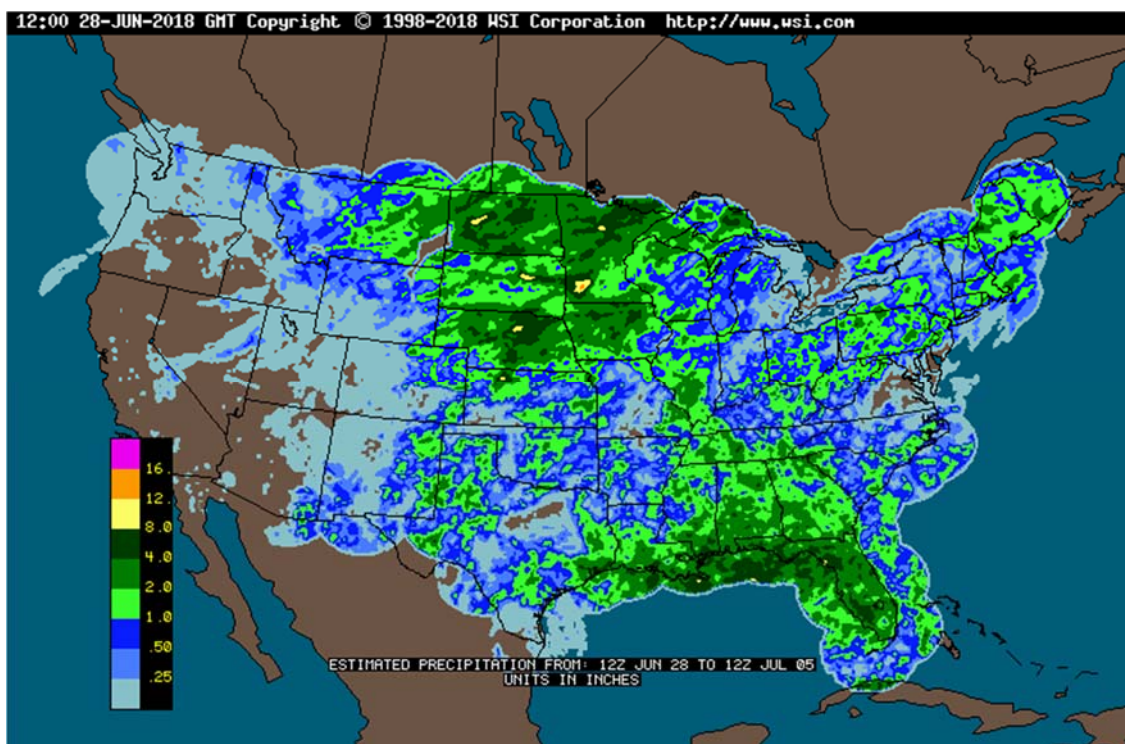 12:00 28-JUN-2018 GMT Copyright © 1998-2018 WSI Corporation http://www.wsi.com
16.
12.
8.0
4.0
2.0
1.0
.50
.25
ESTIMATED PRECIPITATION FROM: 12Z JUN 28 TO 12Z JUL 05
UNITS IN INCHES